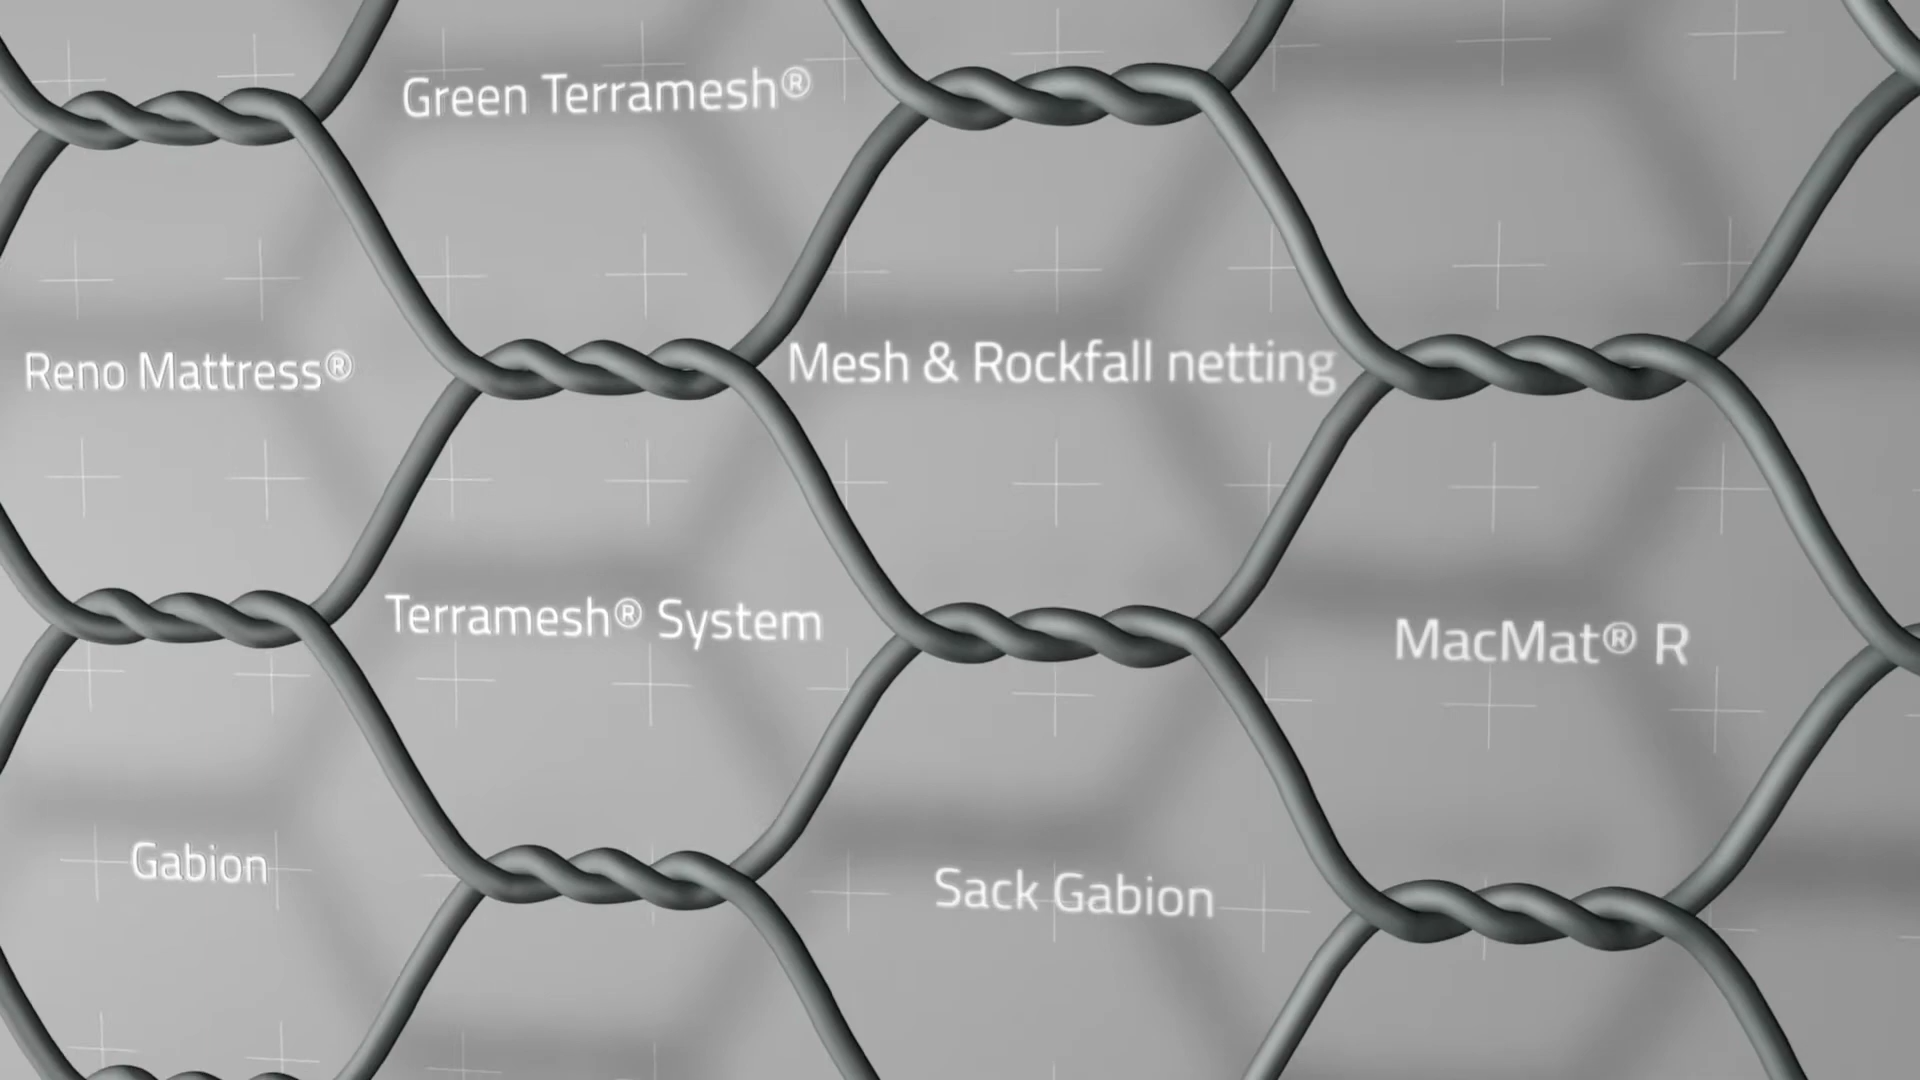 Green Terramesh®
Reno Mattress®
Mesh & Rockfall netting
Terramesh® System
MacMat® R
Gabion
Sack Gabion